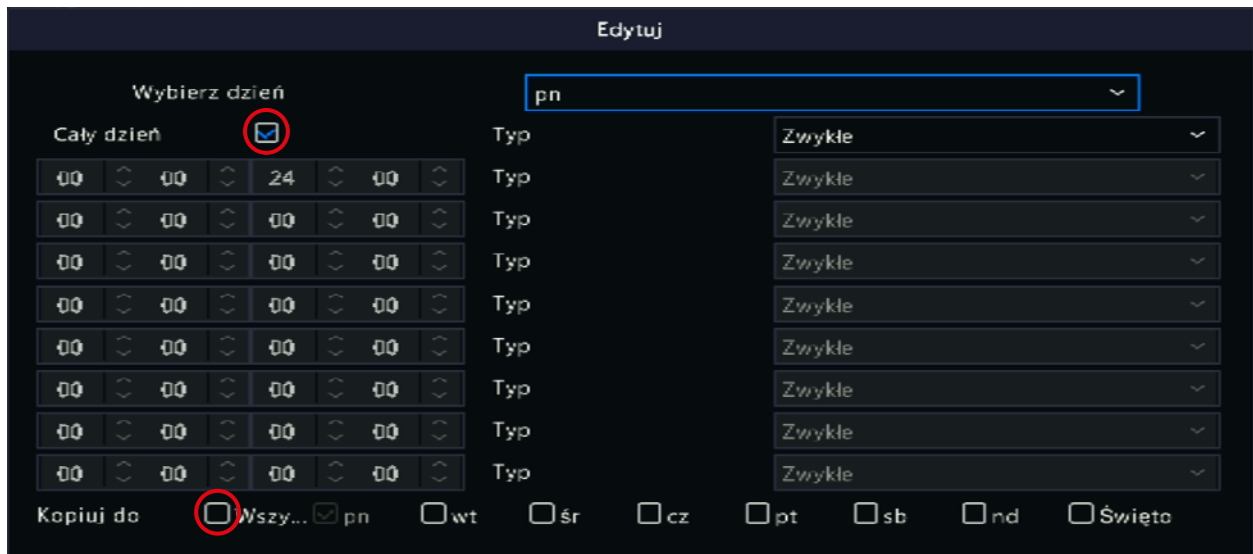 Edytuj
Wybierz dzień pn
Cały dzień Typ Zwykłe
00 00 24 00 Typ Zwykłe
00 00 00 00 Typ Zwykłe
00 00 00 00 Typ Zwykłe
00 00 00 00 Typ Zwykłe
00 00 00 00 Typ Zwykłe
00 00 00 00 Typ Zwykłe
00 00 00 00 Typ Zwykłe
00 00 00 00 Typ Zwykłe
Kopiuj do Wszy... pn wt śr cz pt sb nd Święto